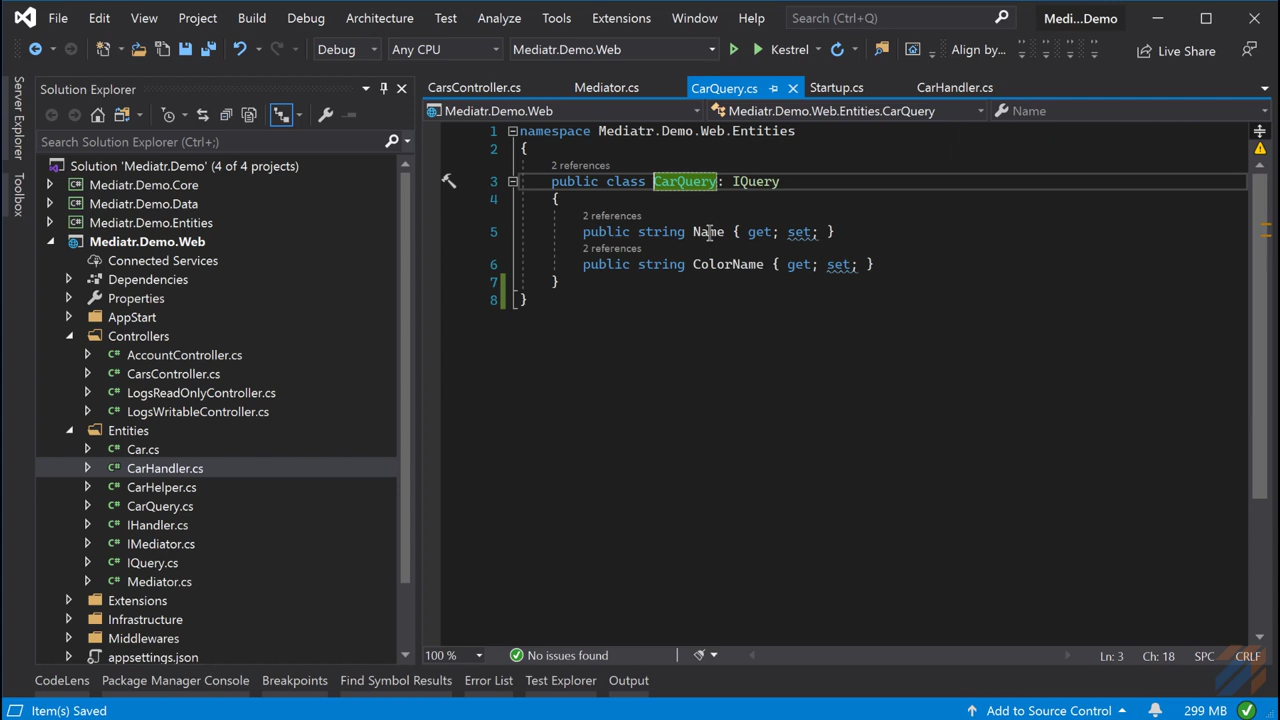 File Edit View Project Build Debug Architecture Test Analyze Tools Extensions Window Help Search (Ctrl+Q) Medi...Demo
Debug Any CPU Mediatr.Demo.Web Kestrel Align by... Live Share
Server Explorer
Toolbox
Solution Explorer
Search Solution Explorer (Ctrl+;)
Solution 'Mediatr.Demo' (4 of 4 projects)
Mediatr.Demo.Core
Mediatr.Demo.Data
Mediatr.Demo.Entities
Mediatr.Demo.Web
Connected Services
Dependencies
Properties
AppStart
Controllers
C# AccountController.cs
C# CarsController.cs
C# LogsReadOnlyController.cs
C# LogsWritableController.cs
Entities
C# Car.cs
C# CarHandler.cs
C# CarHelper.cs
C# CarQuery.cs
C# IHandler.cs
C# IMediator.cs
C# IQuery.cs
C# Mediator.cs
Extensions
Infrastructure
Middlewares
appsettings.json
CarsController.cs Mediator.cs CarQuery.cs Startup.cs CarHandler.cs
Mediatr.Demo.Web Mediatr.Demo.Web.Entities.CarQuery Name
1 namespace Mediatr.Demo.Web.Entities
2 {
2 references
3 public class CarQuery: IQuery
4 {
2 references
5 public string Name { get; set; }
2 references
6 public string ColorName { get; set; }
7 }
8 }
100 % No issues found Ln: 3 Ch: 18 SPC CRLF
CodeLens Package Manager Console Breakpoints Find Symbol Results Error List Test Explorer Output
Item(s) Saved Add to Source Control 299 MB